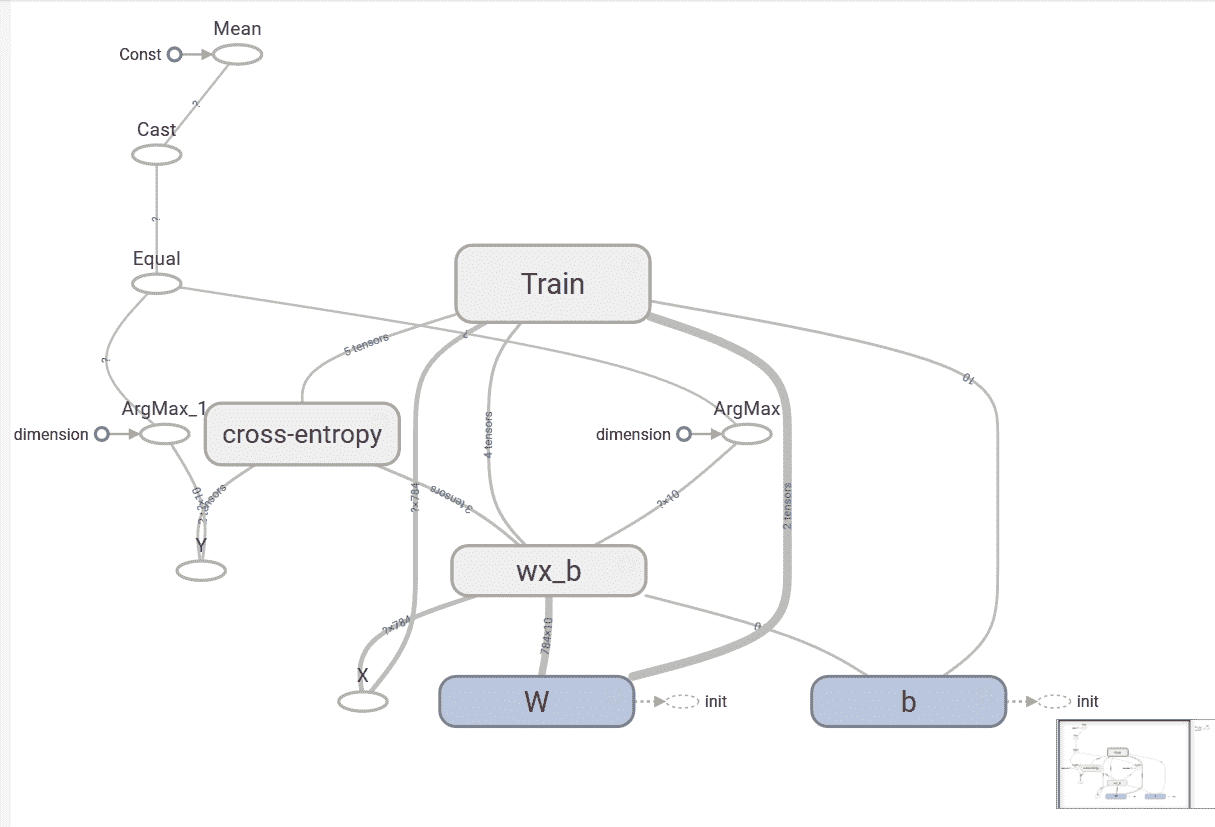 Mean
Const
?
Cast
?
Equal
Train
5 tensors
?
?
10
ArgMax_1
ArgMax
dimension
cross-entropy
dimension
4 tensors
?×784
3 tensors
?×10
?×10
2 tensors
2 tensors
Y
wx_b
?×784
784×10
X
W
init
b
init